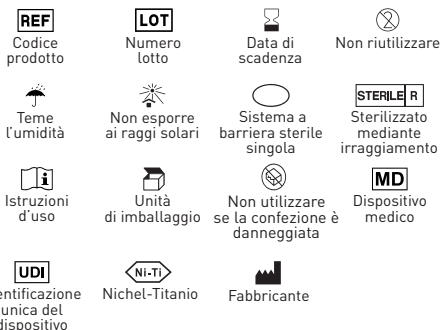 REF
Codice
prodotto
LOT
Numero
lotto
Data di
scadenza
2
Non riutilizzare
Teme
l'umidità
Non esporre
ai raggi solari
Sistema a
barriera sterile
singola
STERILE R
Sterilizzato
mediante
irraggiamento
i
Istruzioni
d'uso
Unità
di imballaggio
Non utilizzare
se la confezione è
danneggiata
MD
Dispositivo
medico
UDI
entificazione
unica del
dispositivo
Ni-Ti
Nichel-Titanio
Fabbricante